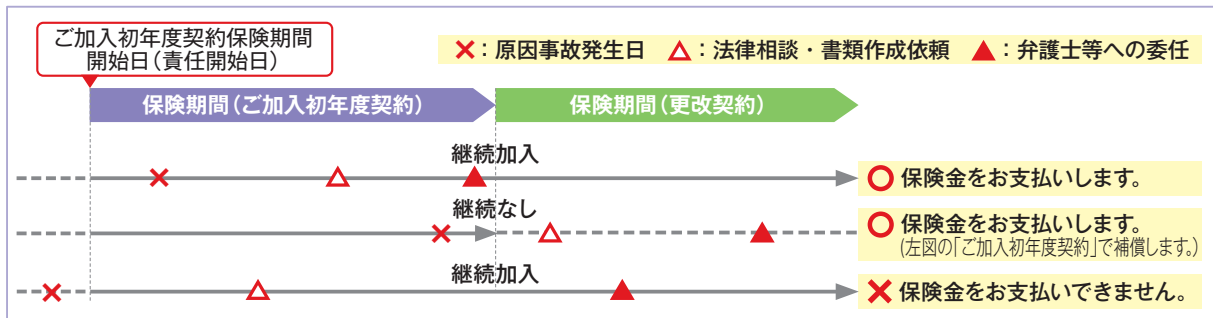 ご加入初年度契約保険期間
開始日（責任開始日）
×：原因事故発生日 △：法律相談・書類作成依頼 ▲：弁護士等への委任
保険期間（ご加入初年度契約） 保険期間（更改契約）
継続加入
○ 保険金をお支払いします。
継続なし
○ 保険金をお支払いします。
（左図の「ご加入初年度契約」で補償します。）
継続加入
× 保険金をお支払いできません。